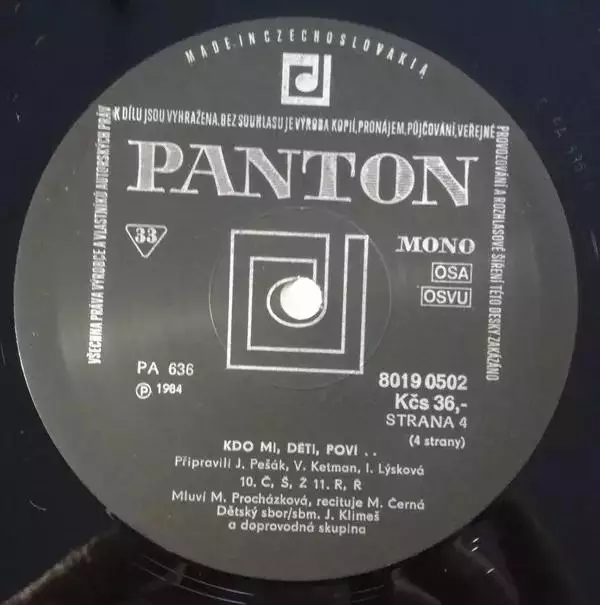 MADE IN CZECHOSLOVAKIA
VŠECHNA PRÁVA VÝROBCE A VLASTNÍKŮ AUTORSKÝCH PRÁV
K DÍLU JSOU VYHRAŽENA. BEZ SOUHLASU JE VÝROBA KOPIÍ, PRONÁJEM, PŮJČOVÁNÍ, VEŘEJNÉ
PROVOZOVÁNÍ A ROZHLASOVÉ ŠÍŘENÍ TÉTO DESKY ZAKÁZÁNO
PANTON
33
MONO
OSA
OSVU
PA 636
Ⓟ 1984
8019 0502
Kčs 36,-
STRANA 4
(4 strany)
KDO MI, DĚTI, POVÍ . .
Připravili J. Pešák, V. Ketman, I. Lýsková
10. Č, Š, Ž 11. R, Ř
Mluví M. Procházková, recituje M. Černá
Dětský sbor/sbm. J. Klimeš
a doprovodná skupina